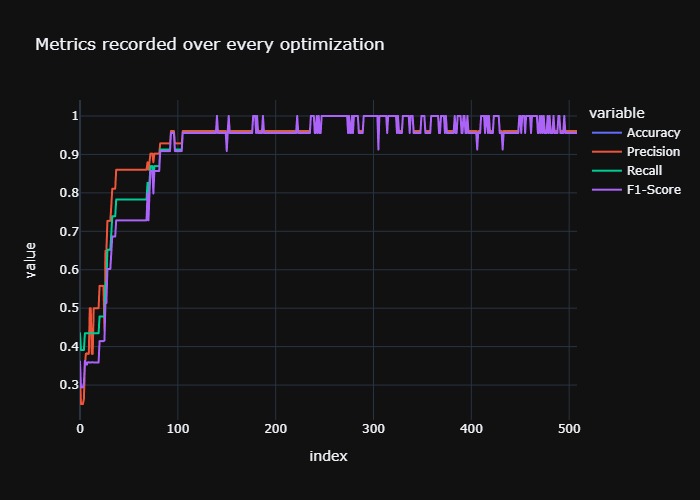 Metrics recorded over every optimization
variable
Accuracy
Precision
Recall
F1-Score
value
1
0.9
0.8
0.7
0.6
0.5
0.4
0.3
0
100
200
300
400
500
index